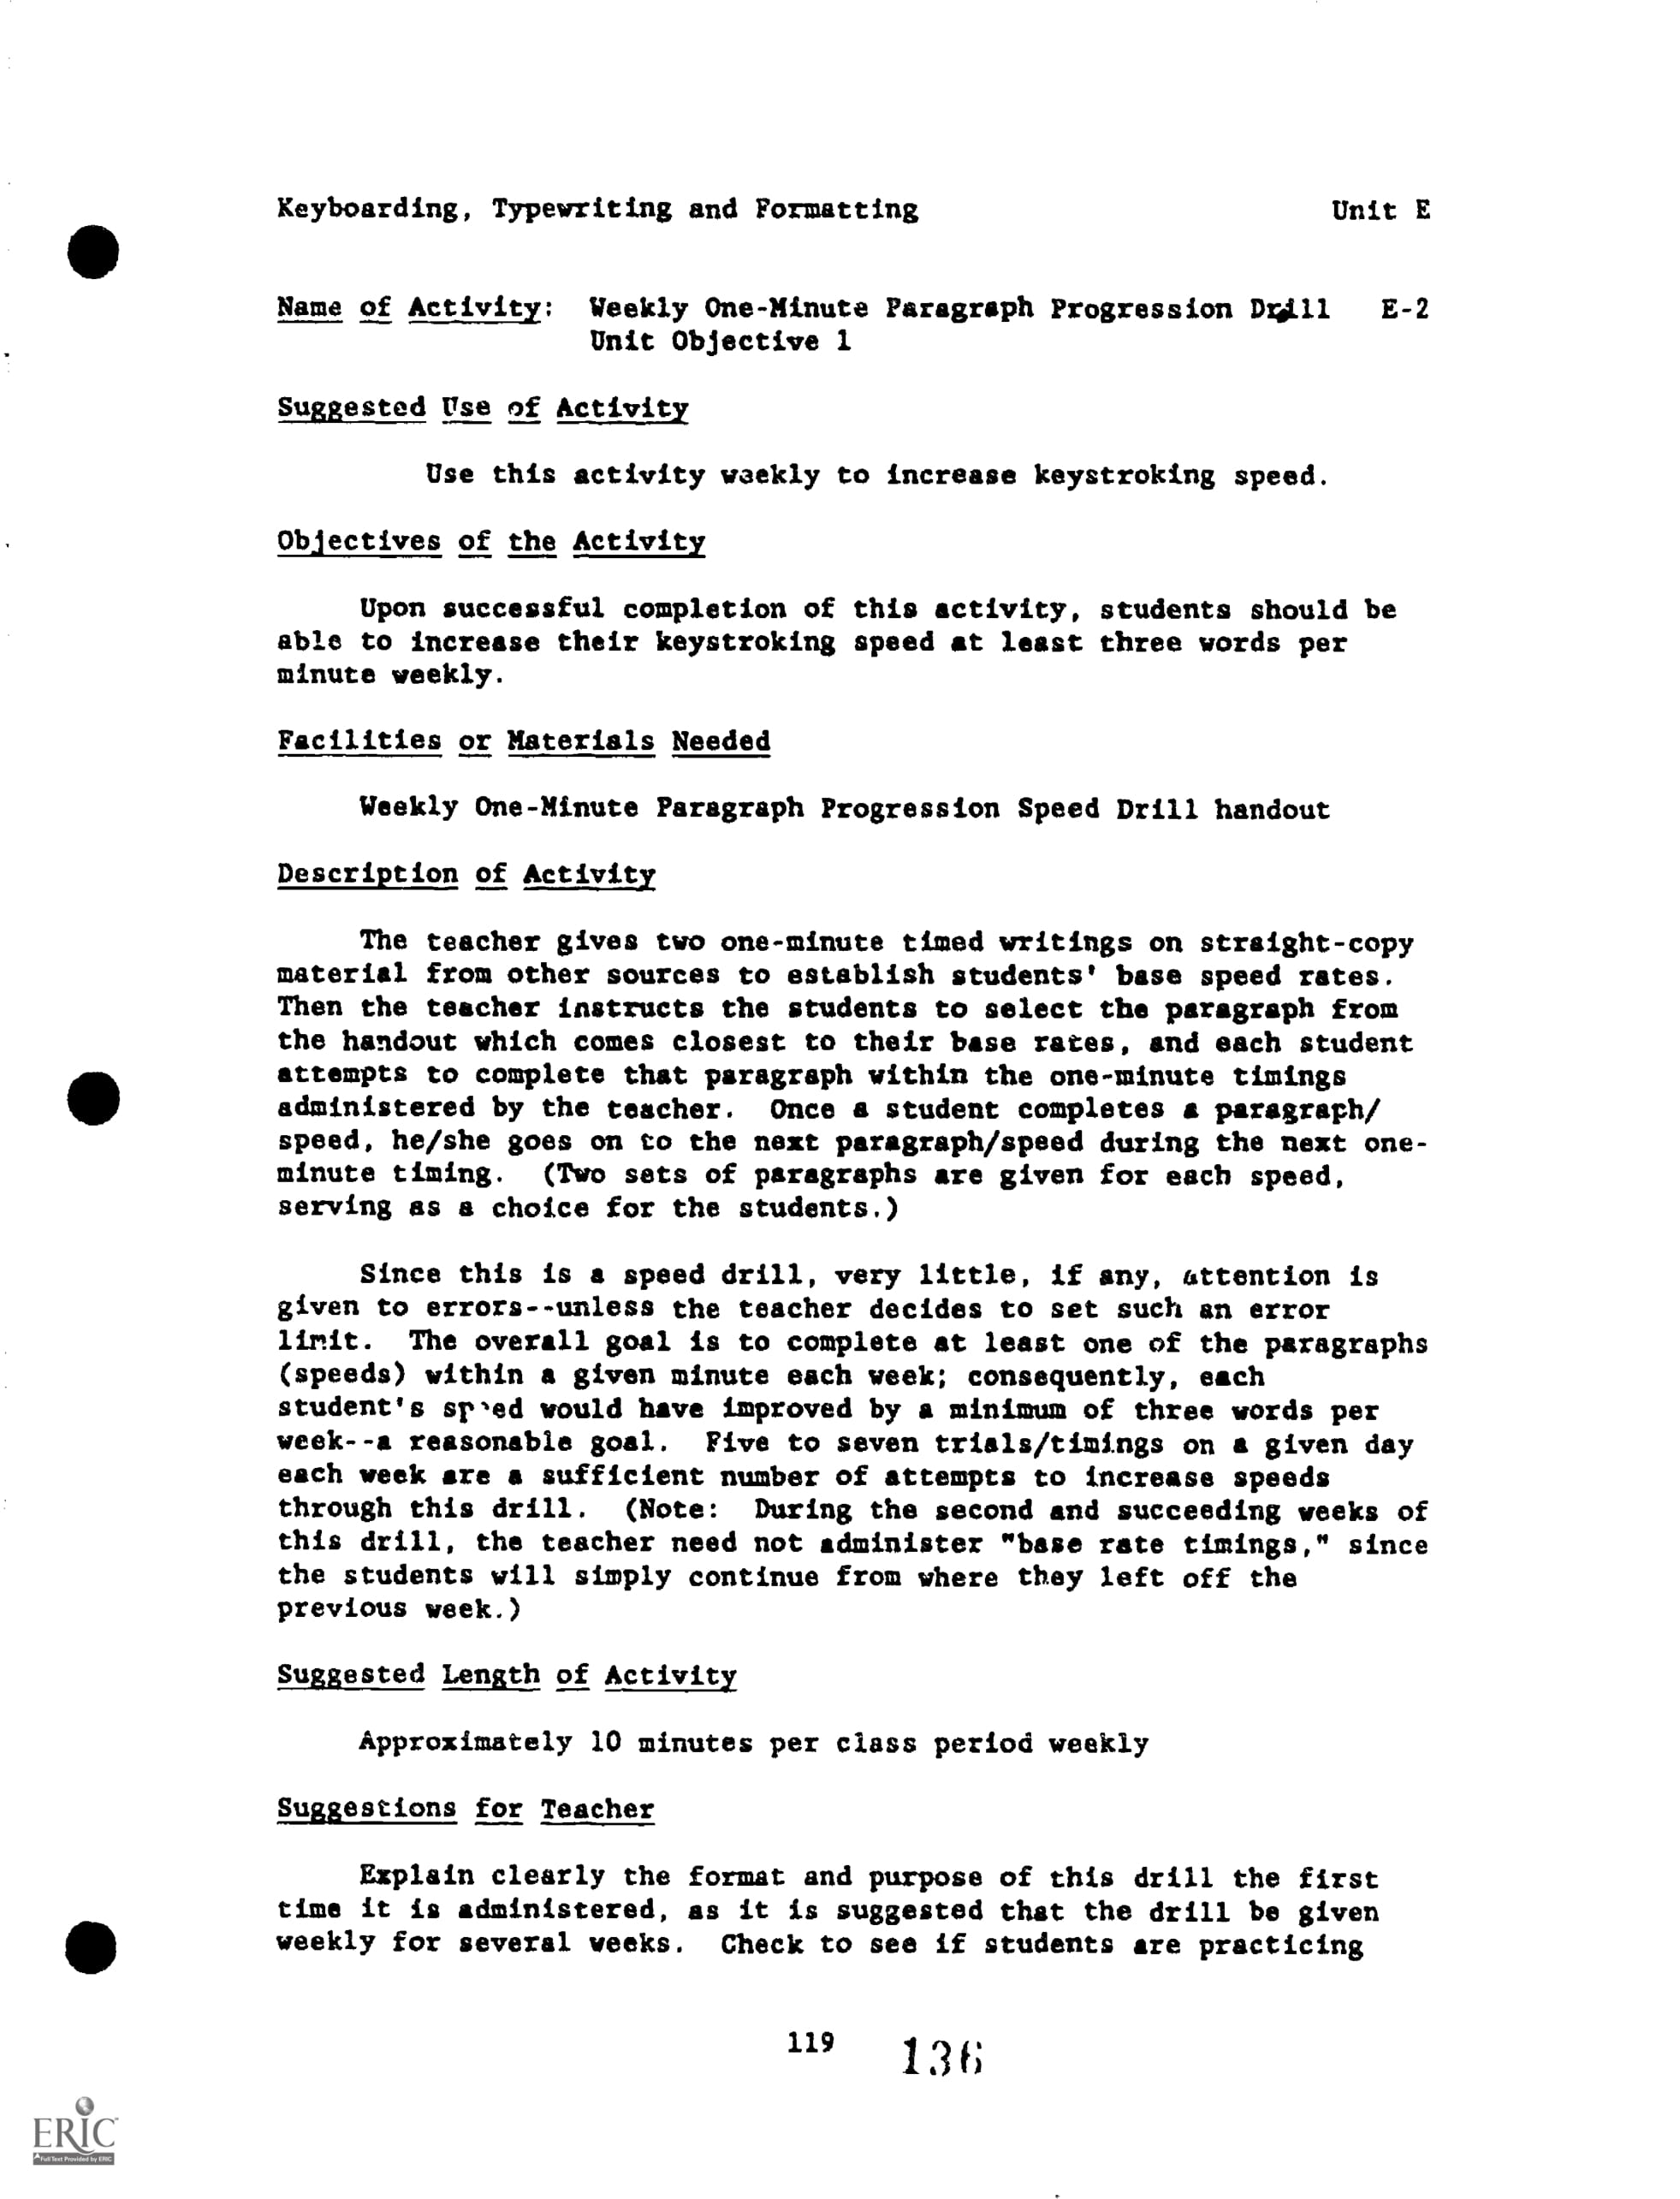 Keyboarding, Typewriting and Formatting Unit E
Name of Activity: Weekly One-Minute Paragraph Progression Drill E-2
Unit Objective 1
Suggested Use of Activity
Use this activity weekly to increase keystroking speed.
Objectives of the Activity
Upon successful completion of this activity, students should be
able to increase their keystroking speed at least three words per
minute weekly.
Facilities or Materials Needed
Weekly One-Minute Paragraph Progression Speed Drill handout
Description of Activity
The teacher gives two one-minute timed writings on straight-copy
material from other sources to establish students' base speed rates.
Then the teacher instructs the students to select the paragraph from
the handout which comes closest to their base rates, and each student
attempts to complete that paragraph within the one-minute timings
administered by the teacher. Once a student completes a paragraph/
speed, he/she goes on to the next paragraph/speed during the next one-
minute timing. (Two sets of paragraphs are given for each speed,
serving as a choice for the students.)
Since this is a speed drill, very little, if any, attention is
given to errors--unless the teacher decides to set such an error
limit. The overall goal is to complete at least one of the paragraphs
(speeds) within a given minute each week; consequently, each
student's speed would have improved by a minimum of three words per
week--a reasonable goal. Five to seven trials/timings on a given day
each week are a sufficient number of attempts to increase speeds
through this drill. (Note: During the second and succeeding weeks of
this drill, the teacher need not administer "base rate timings," since
the students will simply continue from where they left off the
previous week.)
Suggested Length of Activity
Approximately 10 minutes per class period weekly
Suggestions for Teacher
Explain clearly the format and purpose of this drill the first
time it is administered, as it is suggested that the drill be given
weekly for several weeks. Check to see if students are practicing
119 136
ERIC
Full Text Provided by ERIC